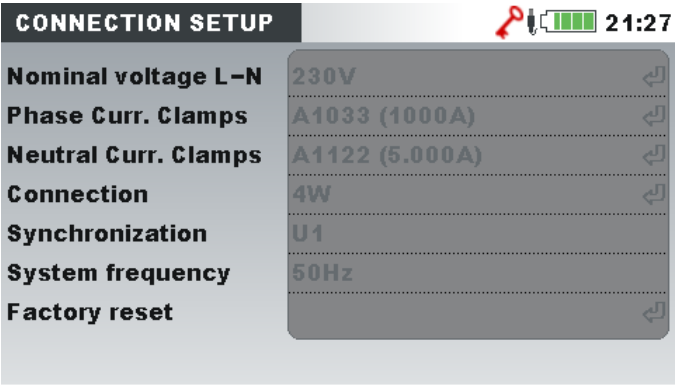 CONNECTION SETUP 21:27
Nominal voltage L-N 230V
Phase Curr. Clamps A1033 (1000A)
Neutral Curr. Clamps A1122 (5.000A)
Connection 4W
Synchronization U1
System frequency 50Hz
Factory reset